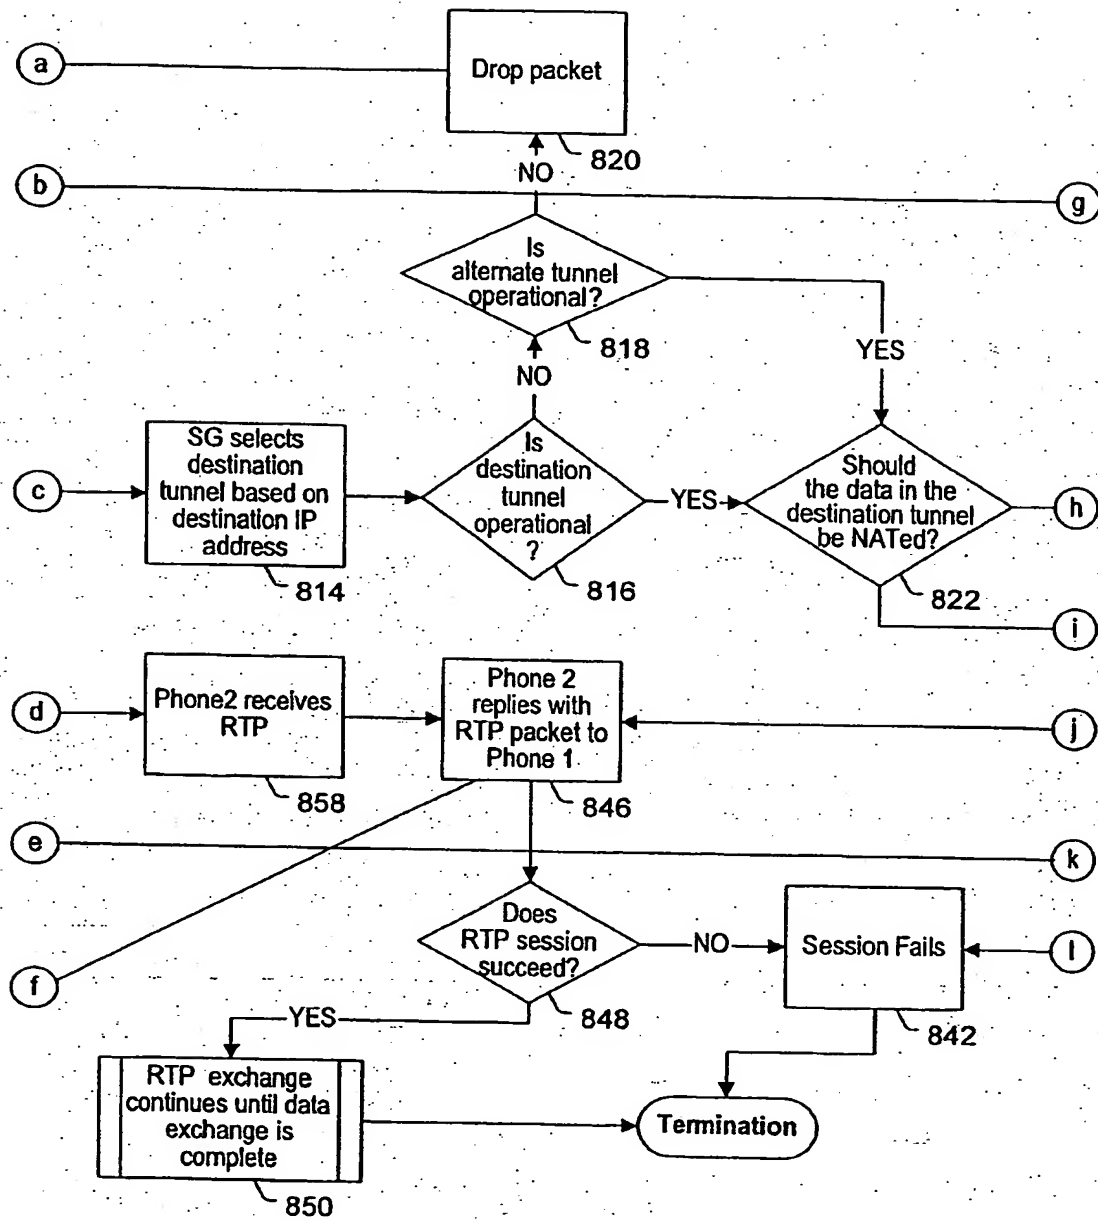 a
Drop packet
820
NO
b
g
Is
alternate tunnel
operational?
818
YES
NO
c
SG selects
destination
tunnel based on
destination IP
address
814
Is
destination
tunnel
operational
?
816
YES
Should
the data in the
destination tunnel
be NATed?
822
h
i
d
Phone2 receives
RTP
858
Phone 2
replies with
RTP packet to
Phone 1
846
j
e
k
Does
RTP session
succeed?
848
NO
Session Fails
842
l
f
YES
RTP exchange
continues until data
exchange is
complete
850
Termination